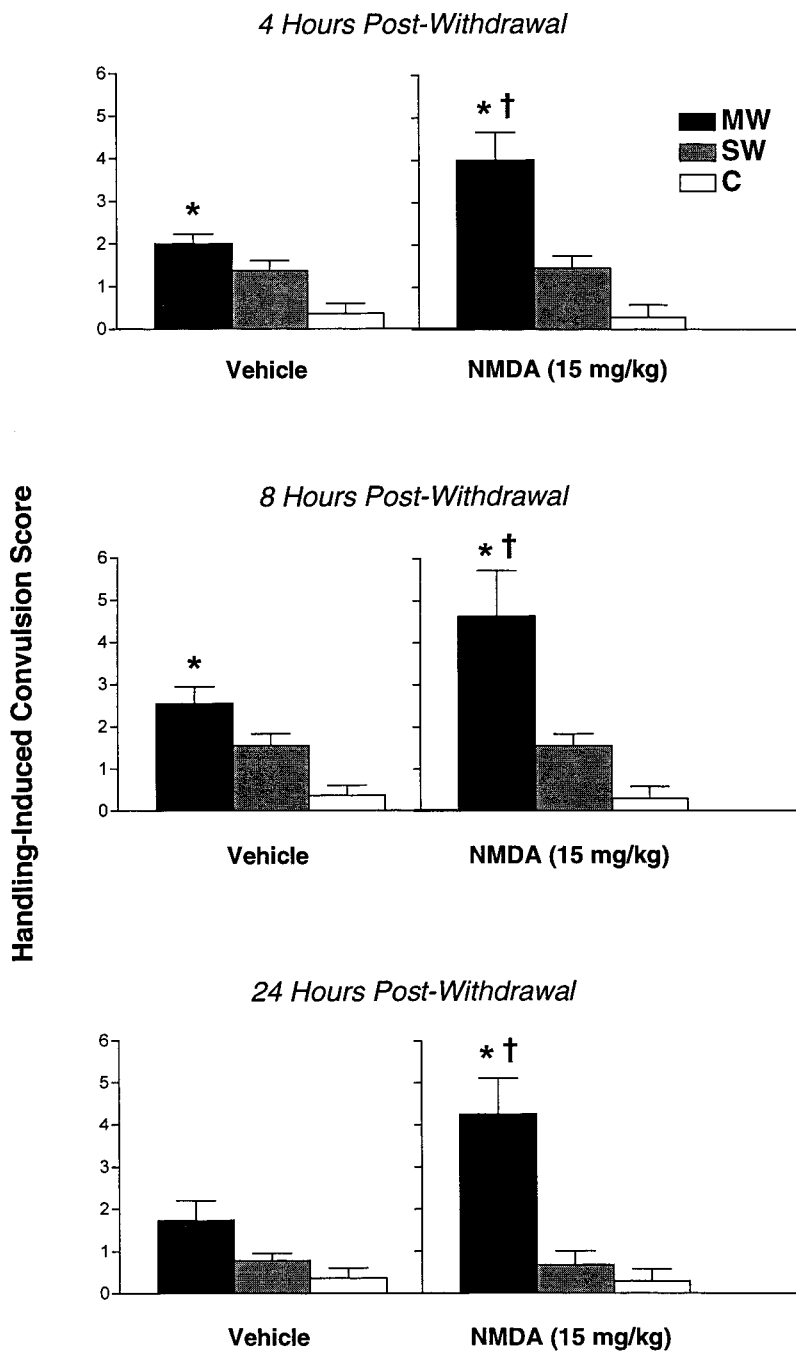 4 Hours Post-Withdrawal
6
5
4
3
2
1
0
*
* †
MW
SW
C
Vehicle
NMDA (15 mg/kg)
Handling-Induced Convulsion Score
8 Hours Post-Withdrawal
6
5
4
3
2
1
0
*
* †
Vehicle
NMDA (15 mg/kg)
24 Hours Post-Withdrawal
6
5
4
3
2
1
0
* †
Vehicle
NMDA (15 mg/kg)